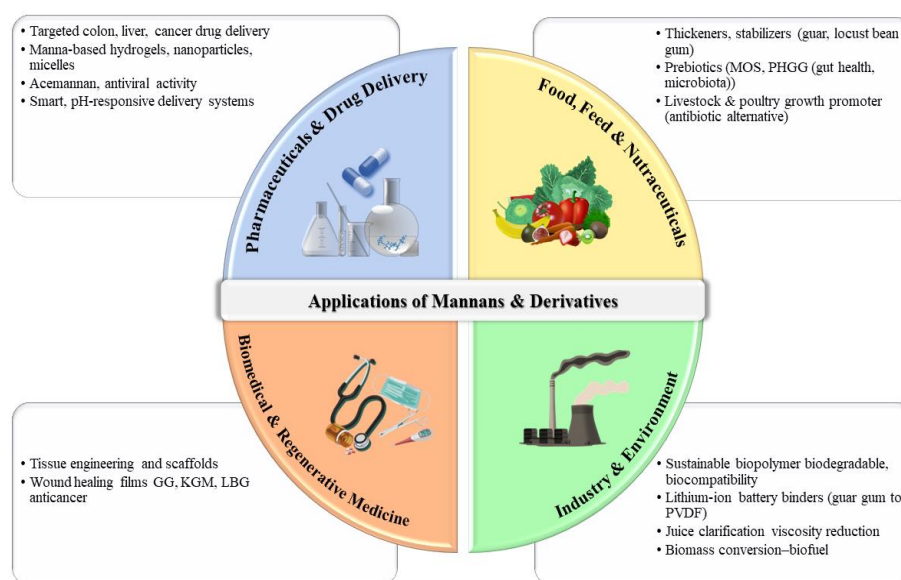 • Targeted colon, liver, cancer drug delivery
• Manna-based hydrogels, nanoparticles,
micelles
• Acemannan, antiviral activity
• Smart, pH-responsive delivery systems
• Thickeners, stabilizers (guar, locust bean
gum)
• Prebiotics (MOS, PHGG (gut health,
microbiota))
• Livestock & poultry growth promoter
(antibiotic alternative)
Pharmaceuticals & Drug Delivery
Food, Feed & Nutraceuticals
Applications of Mannans & Derivatives
Biomedical & Regenerative Medicine
Industry & Environment
• Tissue engineering and scaffolds
• Wound healing films GG, KGM, LBG
anticancer
• Sustainable biopolymer biodegradable,
biocompatibility
• Lithium-ion battery binders (guar gum to
PVDF)
• Juice clarification viscosity reduction
• Biomass conversion–biofuel